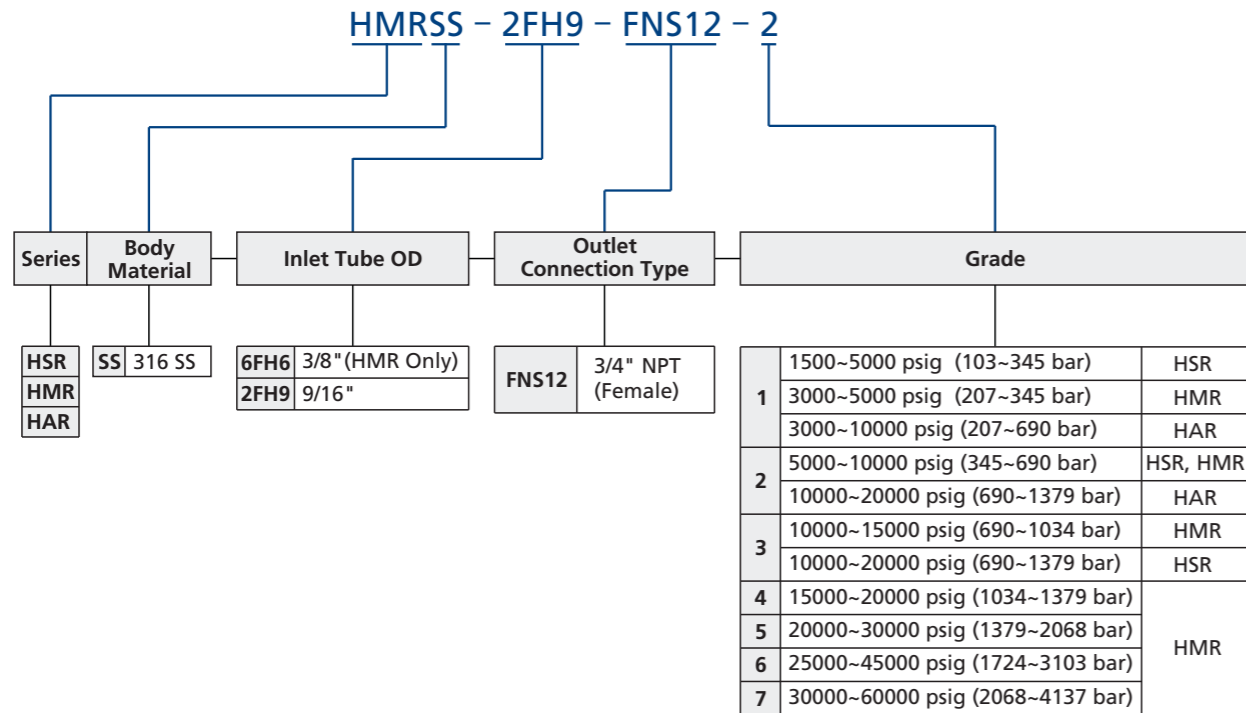 HMRSS – 2FH9 – FNS12 – 2
Series
Body
Material
Inlet Tube OD
Outlet
Connection Type
Grade
HSR
HMR
HAR
SS 316 SS
6FH6 3/8" (HMR Only)
2FH9 9/16"
FNS12
3/4" NPT
(Female)
1
1500~5000 psig (103~345 bar) HSR
3000~5000 psig (207~345 bar) HMR
3000~10000 psig (207~690 bar) HAR
2
5000~10000 psig (345~690 bar) HSR, HMR
10000~20000 psig (690~1379 bar) HAR
3
10000~15000 psig (690~1034 bar) HMR
10000~20000 psig (690~1379 bar) HSR
4 15000~20000 psig (1034~1379 bar)
5 20000~30000 psig (1379~2068 bar)
6 25000~45000 psig (1724~3103 bar)
7 30000~60000 psig (2068~4137 bar)
HMR